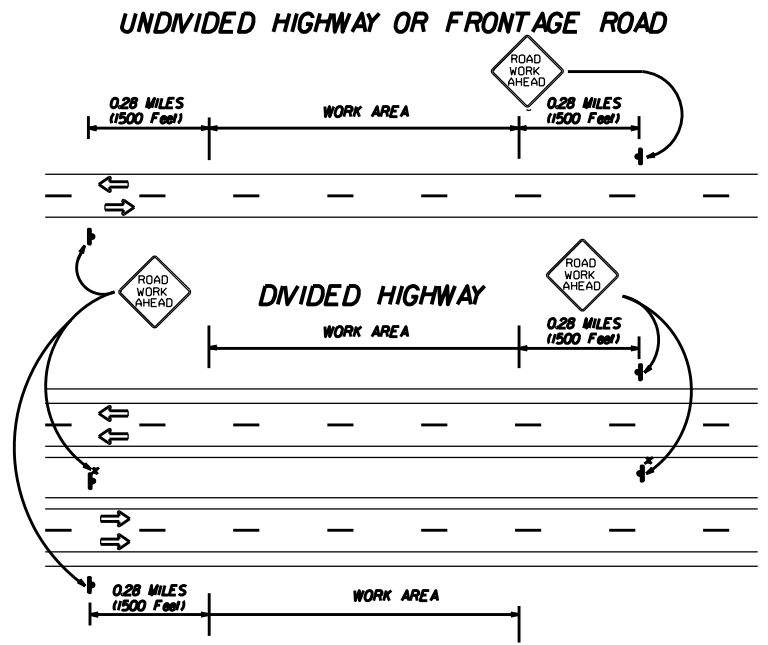 UNDIVIDED HIGHWAY OR FRONTAGE ROAD
ROAD
WORK
AHEAD
0.28 MILES
(1500 Feet)
WORK AREA
0.28 MILES
(1500 Feet)
ROAD
WORK
AHEAD
DIVIDED HIGHWAY
ROAD
WORK
AHEAD
WORK AREA
0.28 MILES
(1500 Feet)
0.28 MILES
(1500 Feet)
WORK AREA